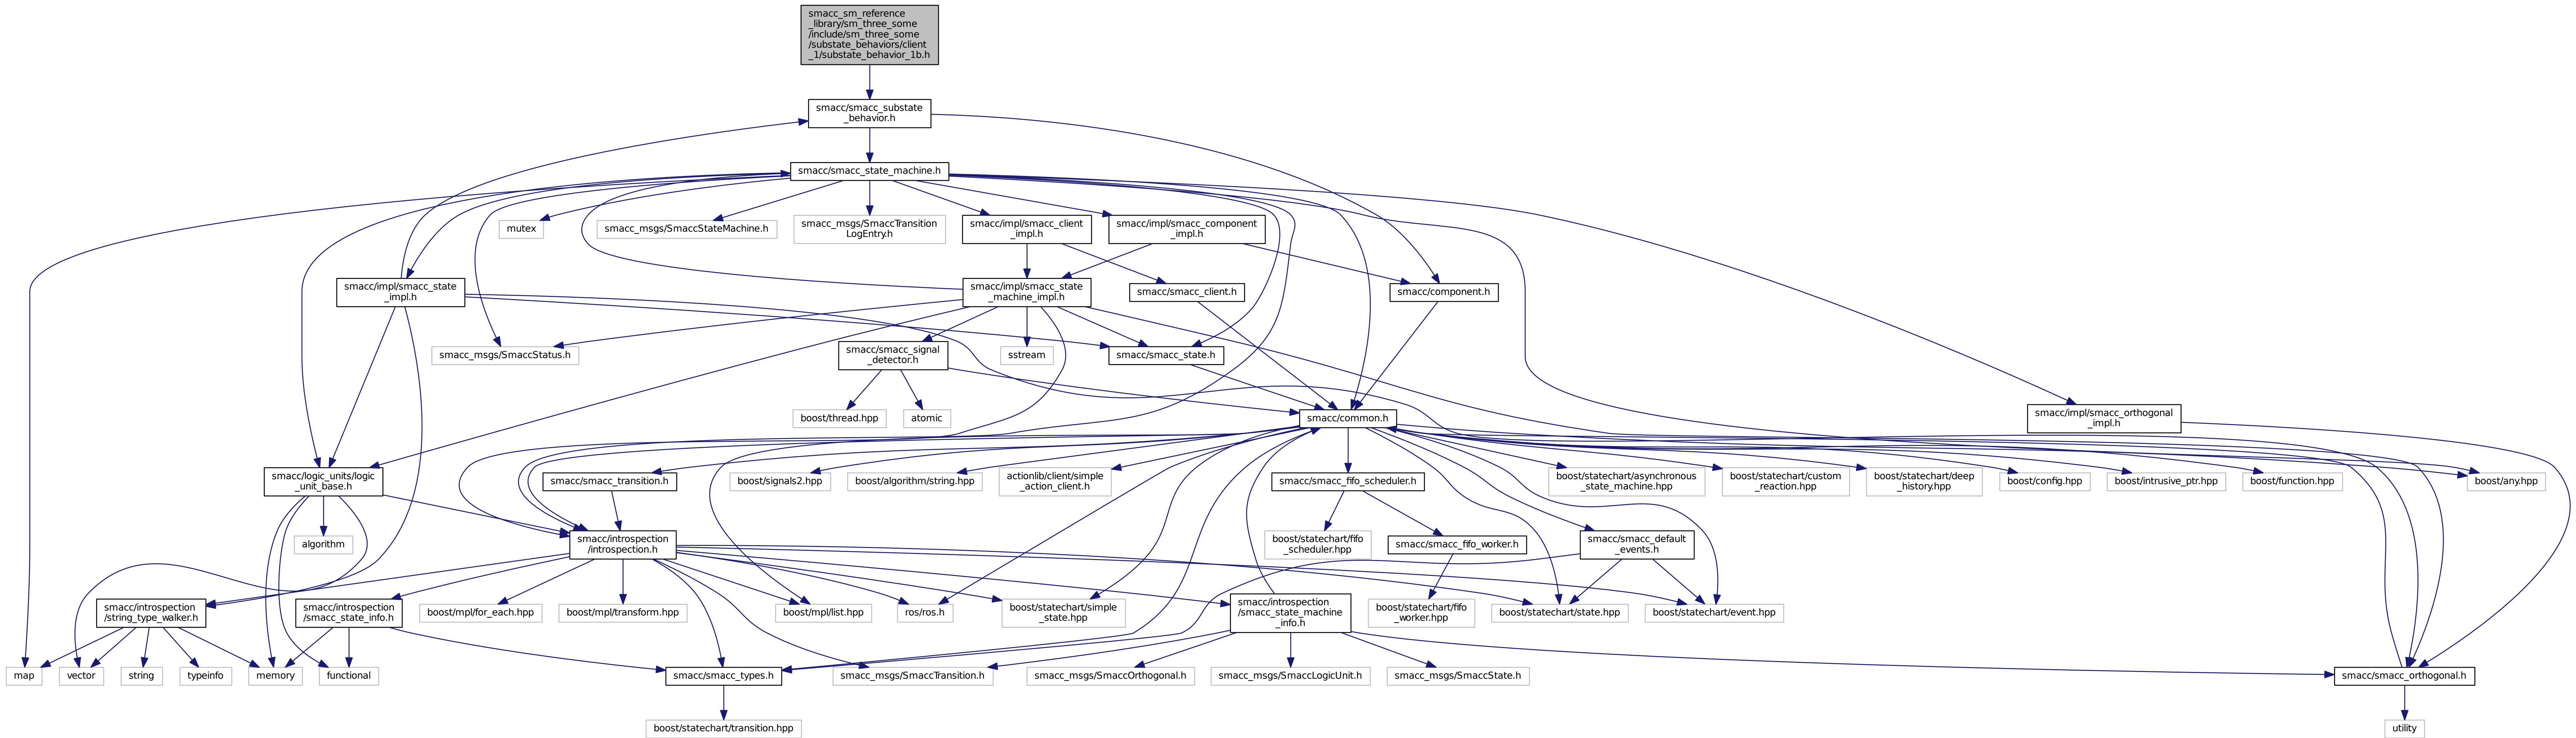 smacc_sm_reference
_library/sm_three_some
/include/sm_three_some
/substate_behaviors/client
_1/substate_behavior_1b.h
smacc/smacc_substate
_behavior.h
smacc/smacc_state_machine.h
mutex
smacc_msgs/SmaccStateMachine.h
smacc_msgs/SmaccTransition
LogEntry.h
smacc/impl/smacc_client
_impl.h
smacc/impl/smacc_component
_impl.h
smacc/impl/smacc_state
_impl.h
smacc/impl/smacc_state
_machine_impl.h
smacc/smacc_client.h
smacc/component.h
smacc_msgs/SmaccStatus.h
smacc/smacc_signal
_detector.h
sstream
smacc/smacc_state.h
boost/thread.hpp
atomic
smacc/common.h
smacc/impl/smacc_orthogonal
_impl.h
smacc/logic_units/logic
_unit_base.h
smacc/smacc_transition.h
boost/signals2.hpp
boost/algorithm/string.hpp
actionlib/client/simple
_action_client.h
smacc/smacc_fifo_scheduler.h
boost/statechart/asynchronous
_state_machine.hpp
boost/statechart/custom
_reaction.hpp
boost/statechart/deep
_history.hpp
boost/config.hpp
boost/intrusive_ptr.hpp
boost/function.hpp
boost/any.hpp
algorithm
smacc/introspection
/introspection.h
boost/statechart/fifo
_scheduler.hpp
smacc/smacc_fifo_worker.h
smacc/smacc_default
_events.h
smacc/introspection
/string_type_walker.h
smacc/introspection
/smacc_state_info.h
boost/mpl/for_each.hpp
boost/mpl/transform.hpp
boost/mpl/list.hpp
ros/ros.h
boost/statechart/simple
_state.hpp
smacc/introspection
/smacc_state_machine
_info.h
boost/statechart/fifo
_worker.hpp
boost/statechart/state.hpp
boost/statechart/event.hpp
map
vector
string
typeinfo
memory
functional
smacc/smacc_types.h
smacc_msgs/SmaccTransition.h
smacc_msgs/SmaccOrthogonal.h
smacc_msgs/SmaccLogicUnit.h
smacc_msgs/SmaccState.h
smacc/smacc_orthogonal.h
boost/statechart/transition.hpp
utility